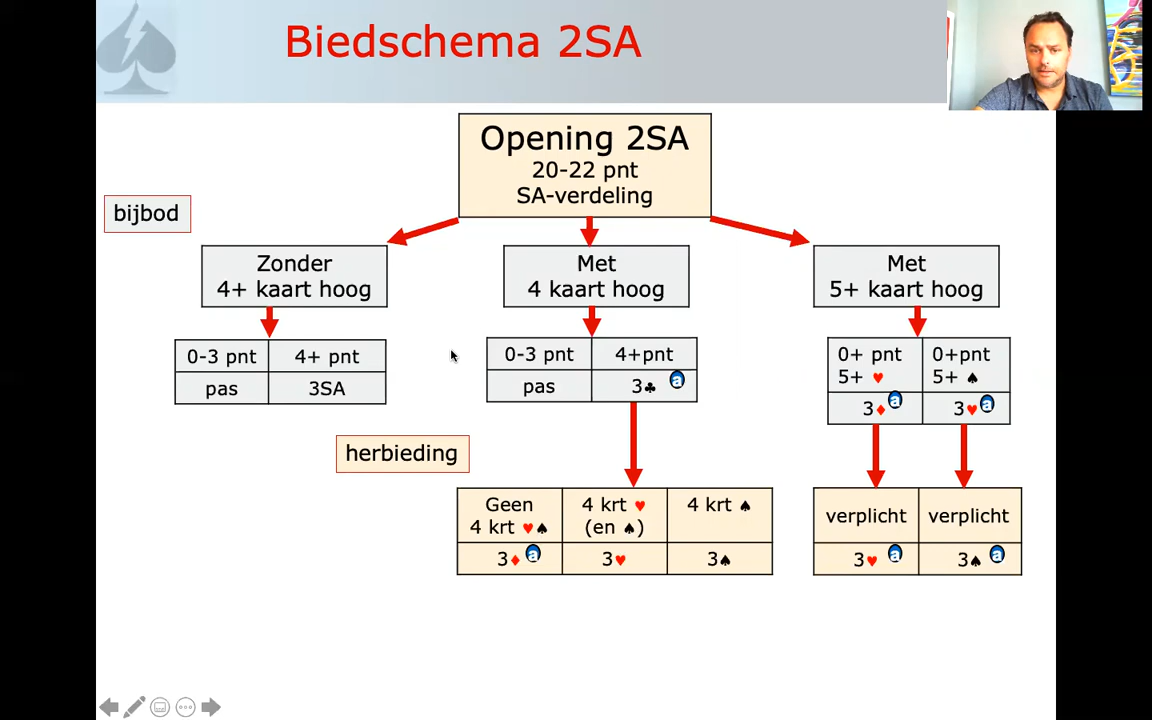 Biedschema 2SA
Opening 2SA
20-22 pnt
SA-verdeling
bijbod
Zonder
4+ kaart hoog
Met
4 kaart hoog
Met
5+ kaart hoog
0-3 pnt
4+ pnt
pas
3SA
0-3 pnt
4+pnt
pas
3♣ a
0+ pnt
5+ ♥
0+pnt
5+ ♠
3♦ a
3♥ a
herbieding
Geen
4 krt ♥♠
4 krt ♥
(en ♠)
4 krt ♠
3♦ a
3♥
3♠
verplicht
verplicht
3♥ a
3♠ a